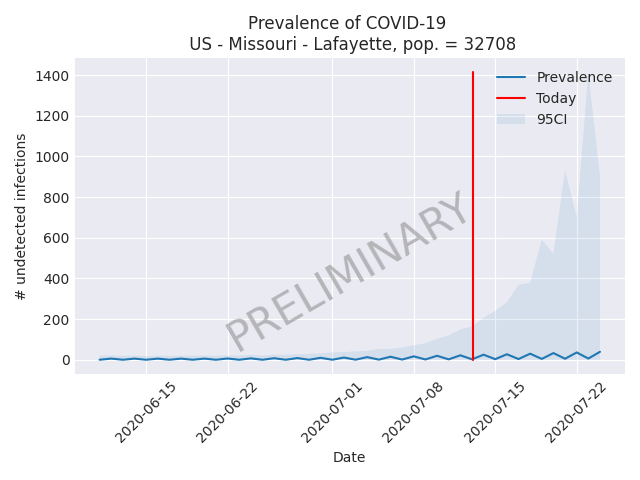 Prevalence of COVID-19
US - Missouri - Lafayette, pop. = 32708
Prevalence
Today
95CI
PRELIMINARY
# undetected infections
1400
1200
1000
800
600
400
200
0
2020-06-15
2020-06-22
2020-07-01
2020-07-08
2020-07-15
2020-07-22
Date